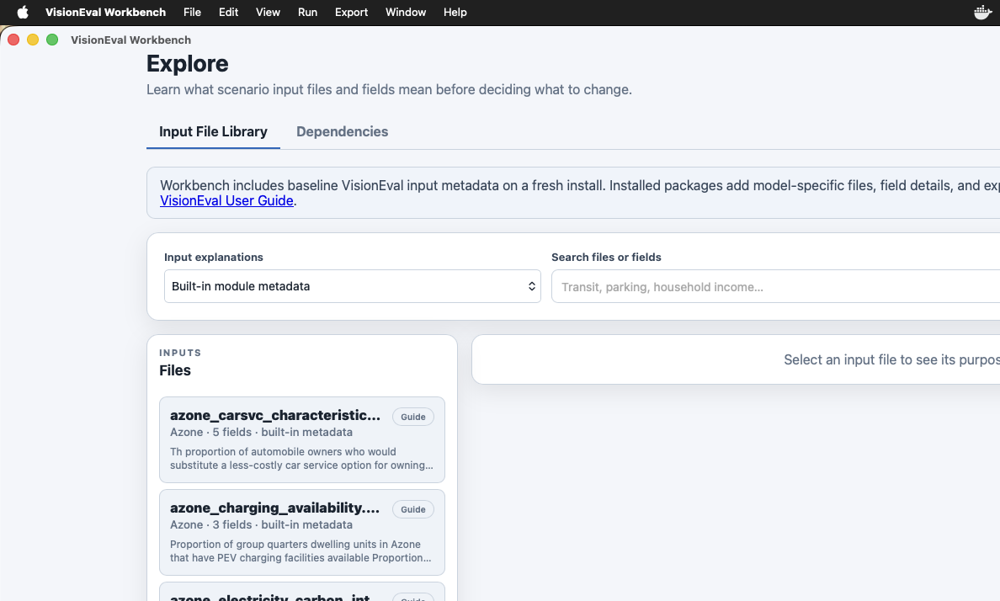 VisionEval Workbench File Edit View Run Export Window Help
VisionEval Workbench
Explore
Learn what scenario input files and fields mean before deciding what to change.
Input File Library Dependencies
Workbench includes baseline VisionEval input metadata on a fresh install. Installed packages add model-specific files, field details, and
VisionEval User Guide.
Input explanations Search files or fields
Built-in module metadata Transit, parking, household income...
INPUTS
Files
Select an input file to see its
azone_carsvc_characteristic... Guide
Azone · 5 fields · built-in metadata
Th proportion of automobile owners who would
substitute a less-costly car service option for owning...
azone_charging_availability.... Guide
Azone · 3 fields · built-in metadata
Proportion of group quarters dwelling units in Azone
that have PEV charging facilities available Proportion...
azone_electricity_carbon_int Guide